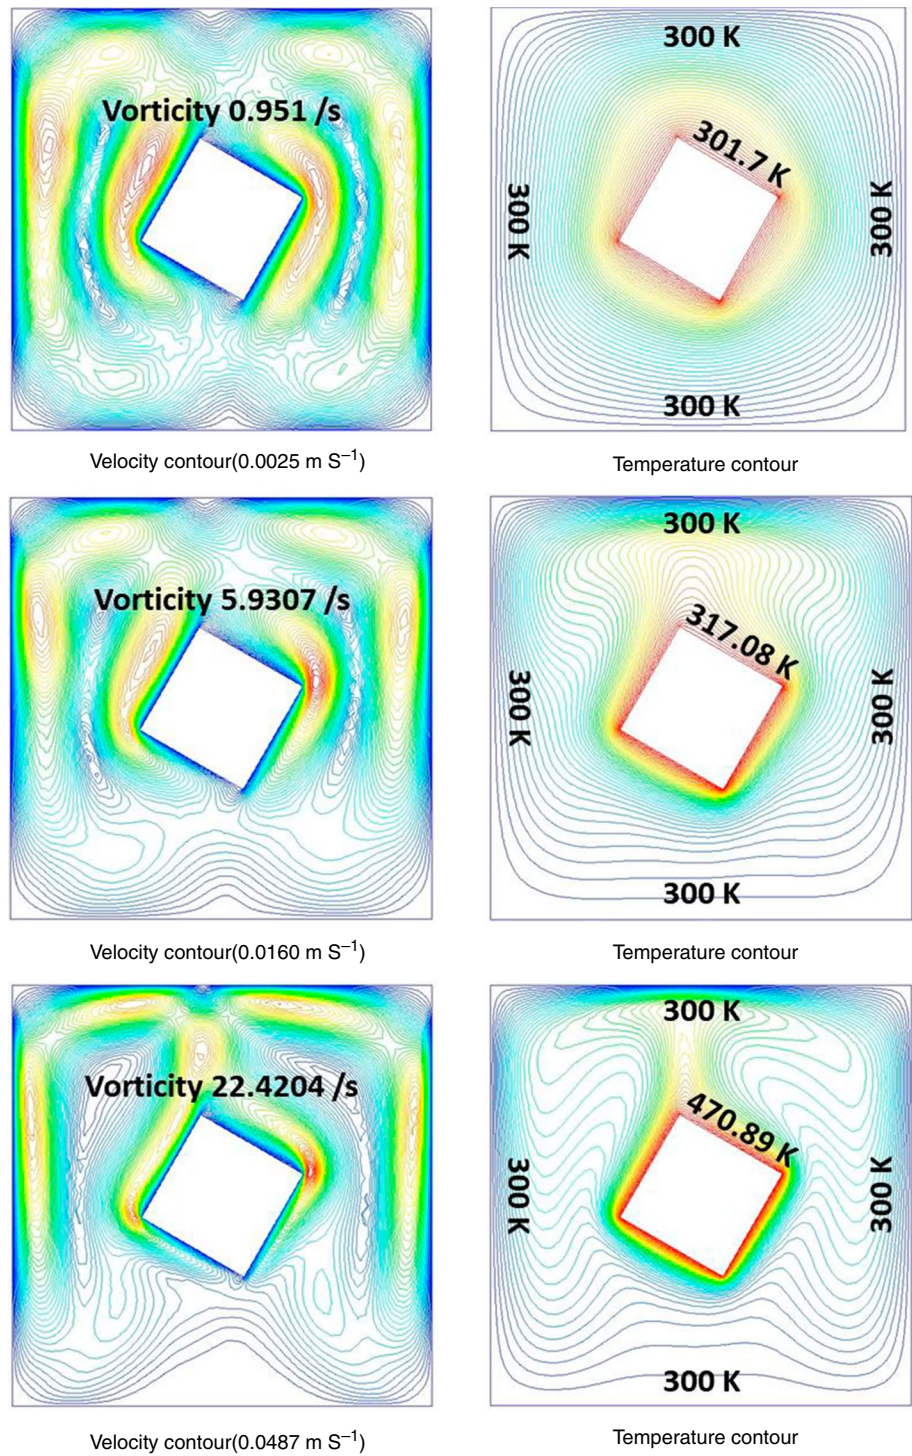 Vorticity 0.951 /s
300 K
301.7 K
300 K
300 K
300 K
Velocity contour(0.0025 m S⁻¹)
Temperature contour
Vorticity 5.9307 /s
300 K
317.08 K
300 K
300 K
300 K
Velocity contour(0.0160 m S⁻¹)
Temperature contour
Vorticity 22.4204 /s
300 K
470.89 K
300 K
300 K
300 K
Velocity contour(0.0487 m S⁻¹)
Temperature contour